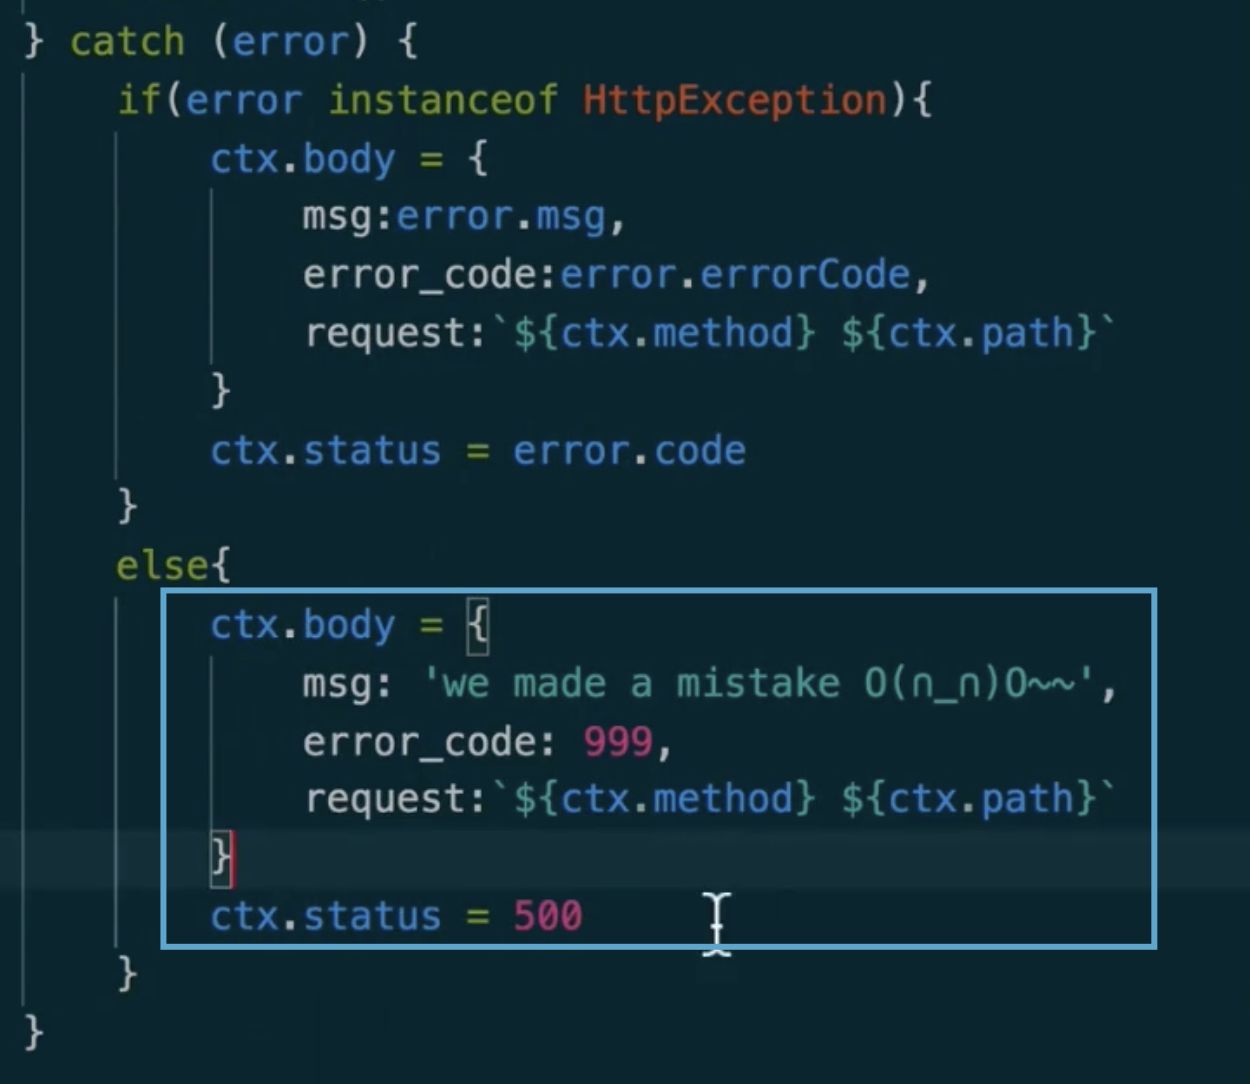 } catch (error) {
if(error instanceof HttpException){
ctx.body = {
msg:error.msg,
error_code:error.errorCode,
request:`${ctx.method} ${ctx.path}`
}
ctx.status = error.code
}
else{
ctx.body = {
msg: 'we made a mistake O(∩_∩)O~~',
error_code: 999,
request:`${ctx.method} ${ctx.path}`
}
ctx.status = 500
}
}